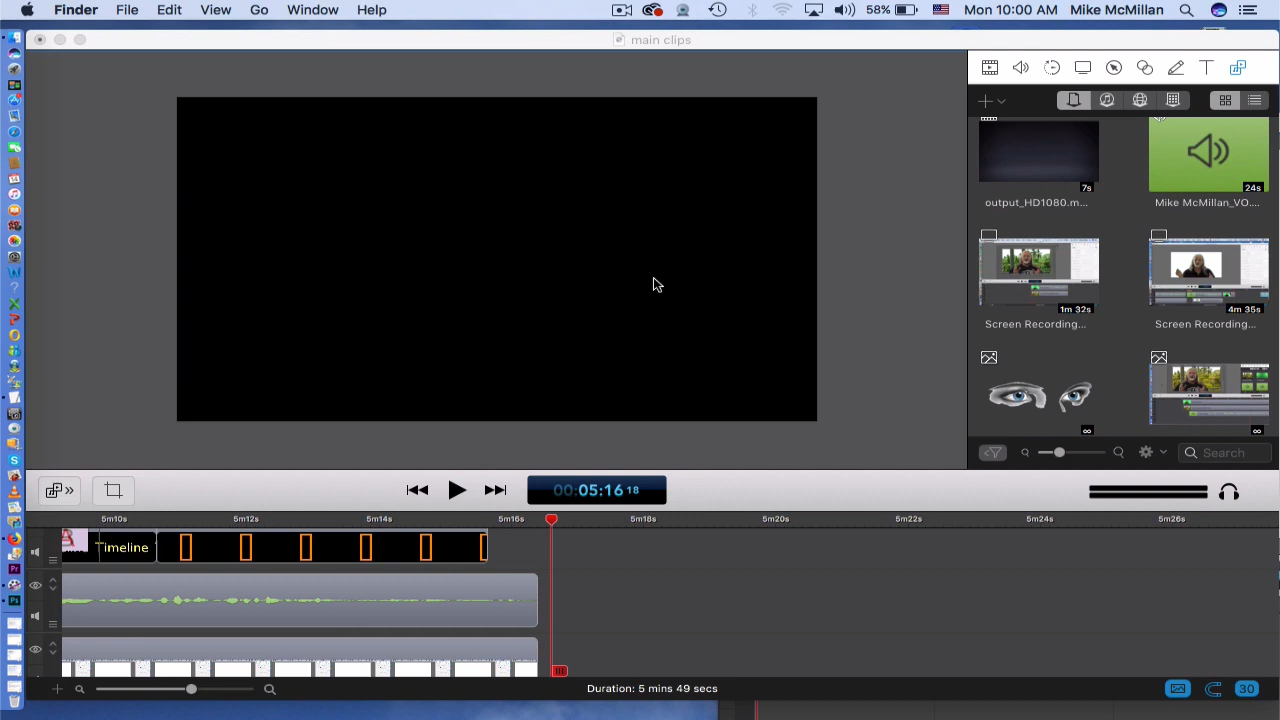 Finder File Edit View Go Window Help 58% Mon 10:00 AM Mike McMillan
main clips
7s
24s
output_HD1080.m...
Mike McMillan_VO....
1m 32s
4m 35s
Screen Recording...
Screen Recording...
∞
∞
Search
00:05:16 18
5m10s 5m12s 5m14s 5m16s 5m18s 5m20s 5m22s 5m24s 5m26s
Timeline
Duration: 5 mins 49 secs
30